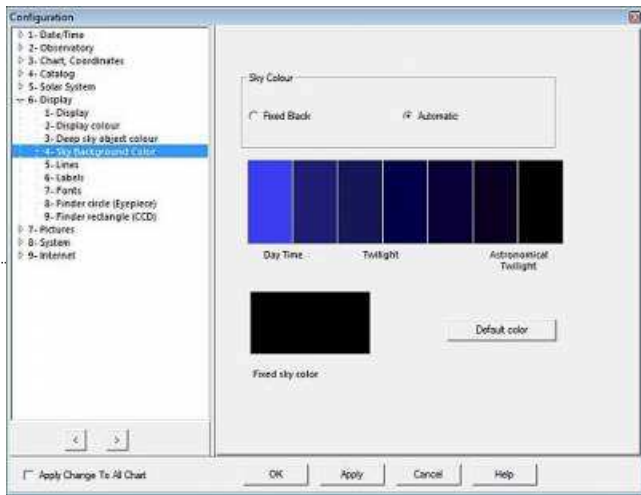 Configuration
1- Date/Time
2- Observatory
3- Chart, Coordinates
4- Catalog
5- Solar System
6- Display
1- Display
2- Display colour
3- Deep sky object colour
4- Sky Background Color
5- Lines
6- Labels
7- Fonts
8- Finder circle (Eyepiece)
9- Finder rectangle (CCD)
7- Pictures
8- System
9- Internet
< >
Sky Colour
Fixed Black Automatic
Day Time Twilight Astronomical
Twilight
Default color
Fixed sky color
Apply Change To All Chart OK Apply Cancel Help